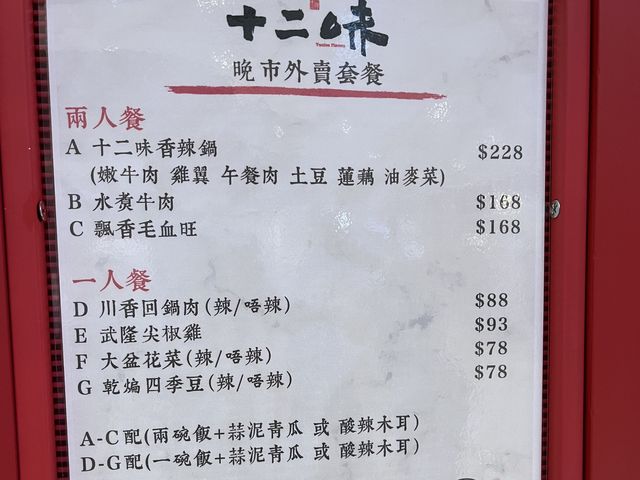 十二味
晚市外賣套餐
兩人餐
A 十二味香辣鍋 $228
(嫩牛肉 雞翼 午餐肉 土豆 蓮藕 油麥菜)
B 水煮牛肉 $168
C 飄香毛血旺 $168
一人餐
D 川香回鍋肉(辣/唔辣) $88
E 武隆尖椒雞 $93
F 大盆花菜(辣/唔辣) $78
G 乾煸四季豆(辣/唔辣) $78
A-C配(兩碗飯+蒜泥青瓜 或 酸辣木耳)
D-G配(一碗飯+蒜泥青瓜 或 酸辣木耳)